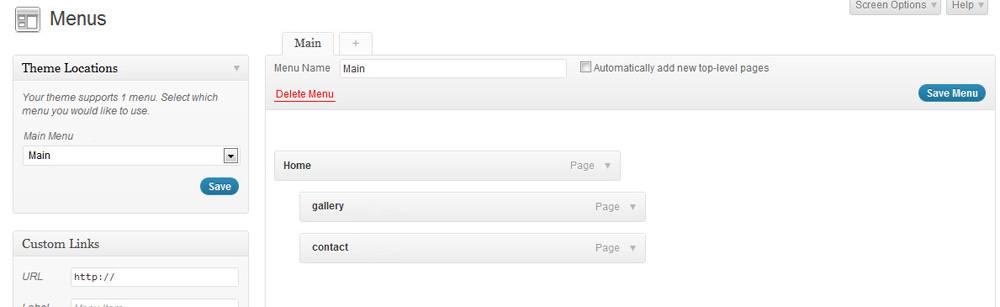 Menus
Screen Options
Help
Theme Locations
Your theme supports 1 menu. Select which
menu you would like to use.
Main Menu
Main
Save
Custom Links
URL http://
Label Menu Item
Main
+
Menu Name Main
Automatically add new top-level pages
Delete Menu
Save Menu
Home Page
gallery Page
contact Page